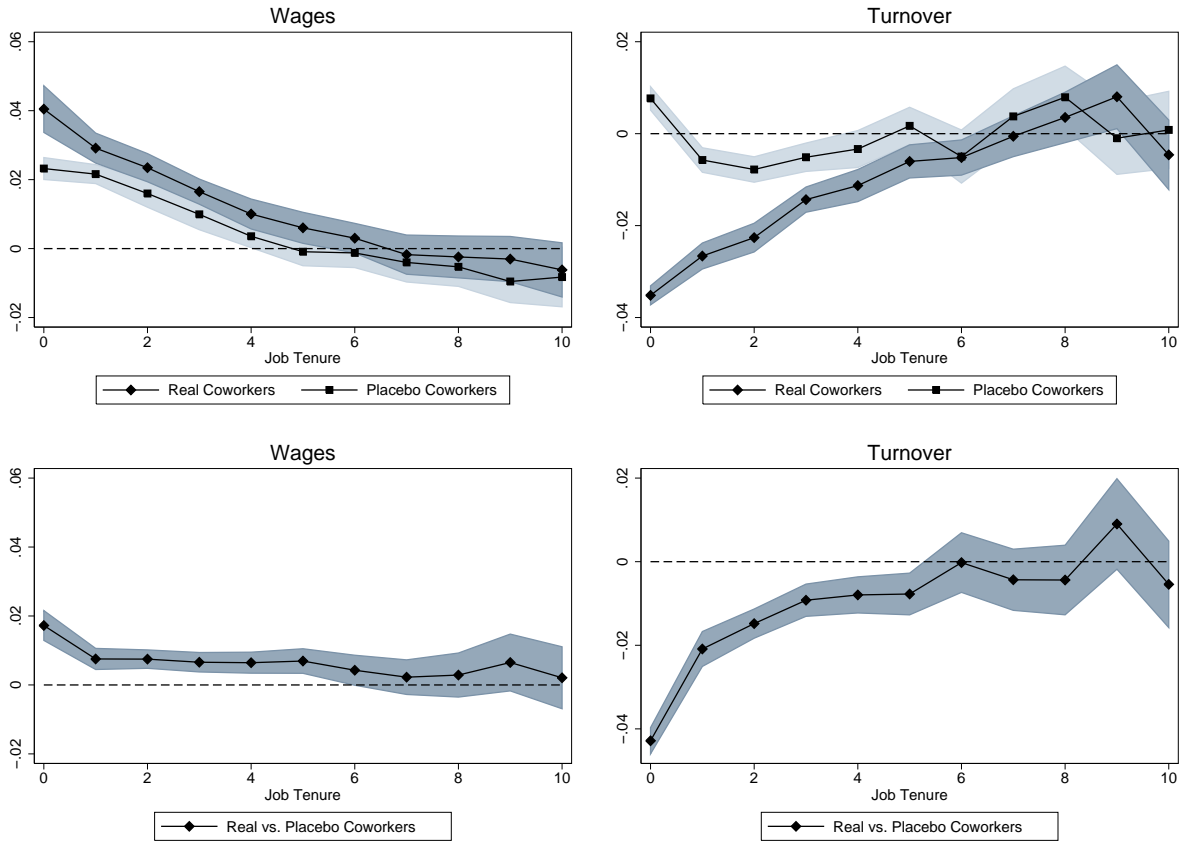 Wages
.06
.04
.02
0
−.02
0 2 4 6 8 10
Job Tenure
Real Coworkers Placebo Coworkers
Turnover
.02
0
−.02
−.04
0 2 4 6 8 10
Job Tenure
Real Coworkers Placebo Coworkers
Wages
.06
.04
.02
0
−.02
0 2 4 6 8 10
Job Tenure
Real vs. Placebo Coworkers
Turnover
.02
0
−.02
−.04
0 2 4 6 8 10
Job Tenure
Real vs. Placebo Coworkers